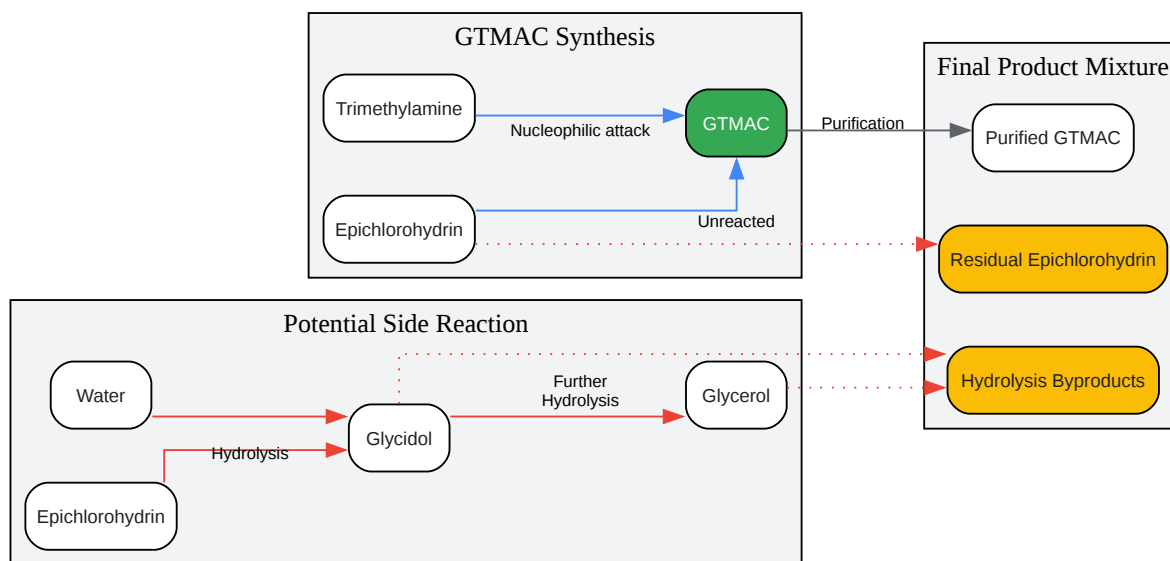 GTMAC Synthesis
Trimethylamine
Nucleophilic attack
GTMAC
Epichlorohydrin
Unreacted
Purification
Final Product Mixture
Purified GTMAC
Residual Epichlorohydrin
Hydrolysis Byproducts
Potential Side Reaction
Water
Hydrolysis
Epichlorohydrin
Glycidol
Further
Hydrolysis
Glycerol